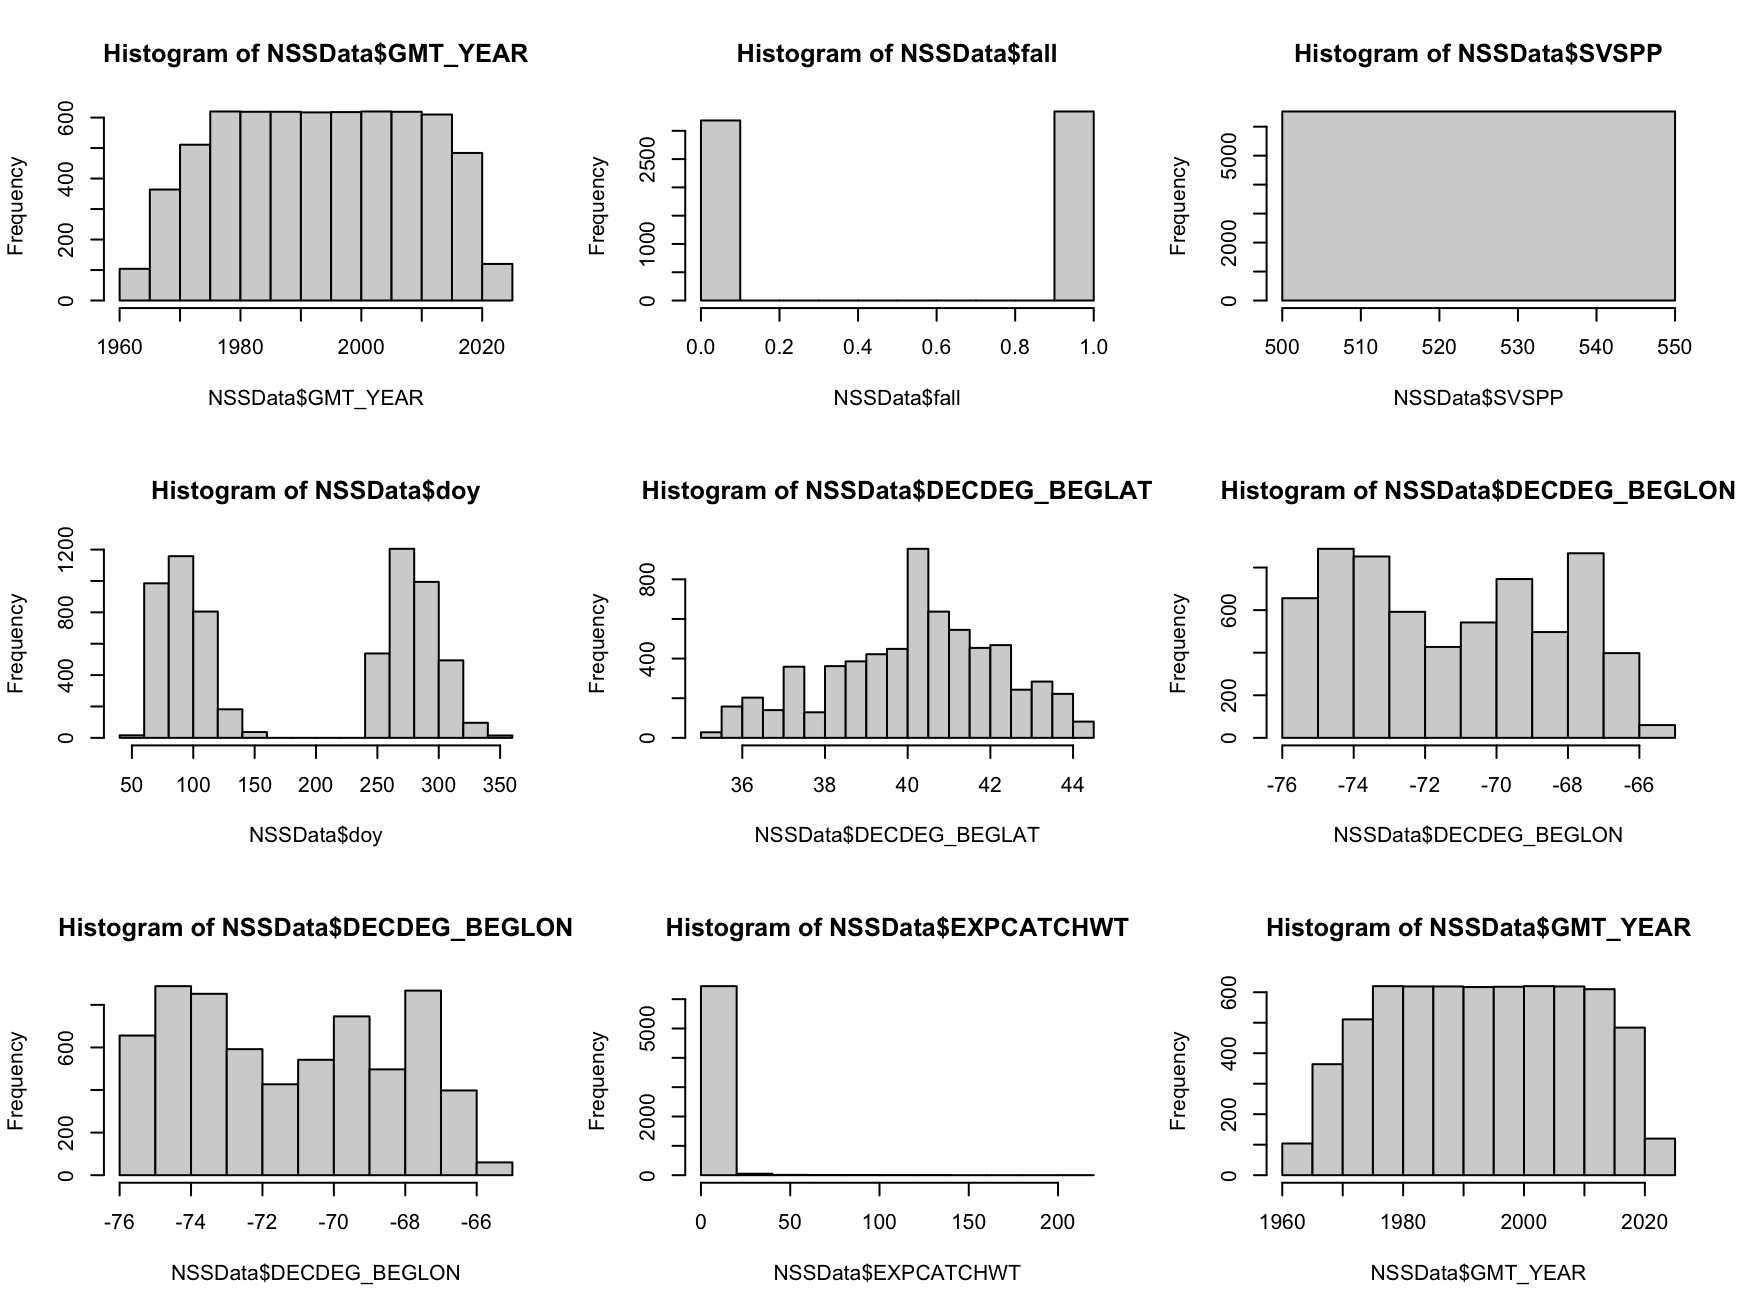 Histogram of NSSData$GMT_YEAR
Frequency
0 200 400 600
1960 1980 2000 2020
NSSData$GMT_YEAR
Histogram of NSSData$fall
Frequency
0 1000 2500
0.0 0.2 0.4 0.6 0.8 1.0
NSSData$fall
Histogram of NSSData$SVSPP
Frequency
0 2000 5000
500 510 520 530 540 550
NSSData$SVSPP
Histogram of NSSData$doy
Frequency
0 400 800 1200
50 100 150 200 250 300 350
NSSData$doy
Histogram of NSSData$DECDEG_BEGLAT
Frequency
0 400 800
36 38 40 42 44
NSSData$DECDEG_BEGLAT
Histogram of NSSData$DECDEG_BEGLON
Frequency
0 200 600
-76 -74 -72 -70 -68 -66
NSSData$DECDEG_BEGLON
Histogram of NSSData$DECDEG_BEGLON
Frequency
0 200 600
-76 -74 -72 -70 -68 -66
NSSData$DECDEG_BEGLON
Histogram of NSSData$EXPCATCHWT
Frequency
0 2000 5000
0 50 100 150 200
NSSData$EXPCATCHWT
Histogram of NSSData$GMT_YEAR
Frequency
0 200 400 600
1960 1980 2000 2020
NSSData$GMT_YEAR